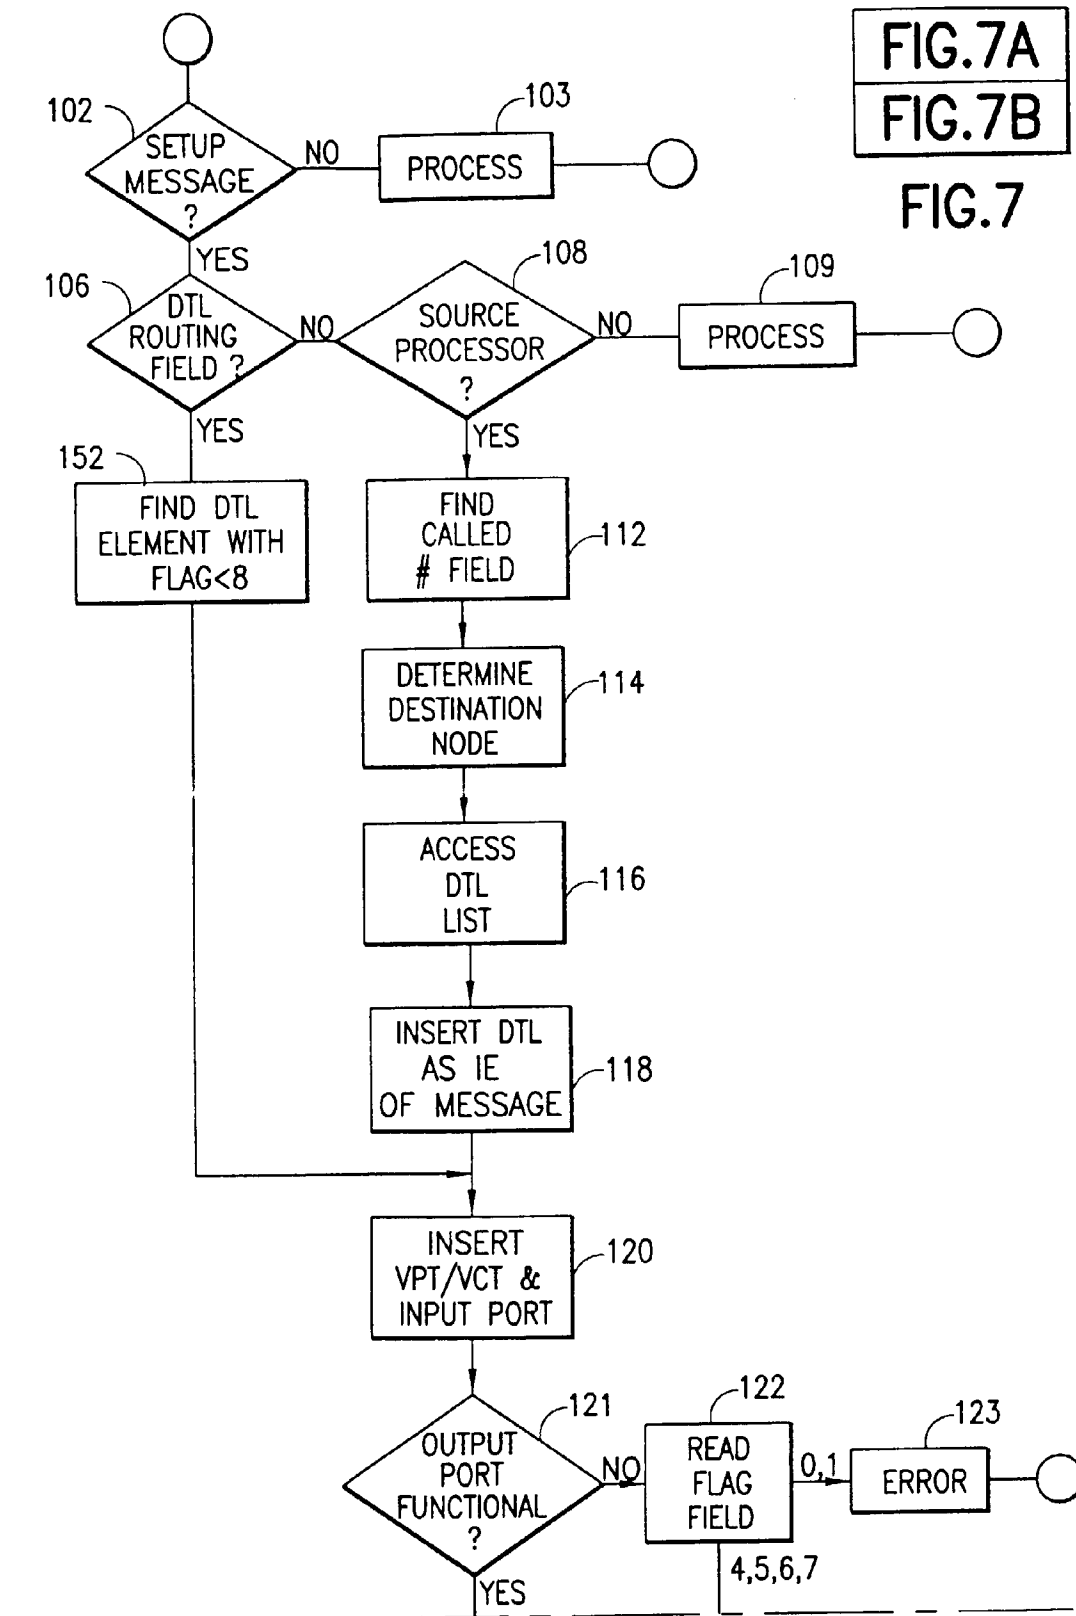 FIG.7A
FIG.7B
FIG.7
102
SETUP
MESSAGE
?
NO
103
PROCESS
YES
106
DTL
ROUTING
FIELD ?
NO
108
SOURCE
PROCESSOR
?
NO
109
PROCESS
YES
YES
152
FIND DTL
ELEMENT WITH
FLAG<8
FIND
CALLED
# FIELD
112
DETERMINE
DESTINATION
NODE
114
ACCESS
DTL
LIST
116
INSERT DTL
AS IE
OF MESSAGE
118
INSERT
VPT/VCT &
INPUT PORT
120
121
OUTPUT
PORT
FUNCTIONAL
?
NO
122
READ
FLAG
FIELD
0,1
123
ERROR
4,5,6,7
YES